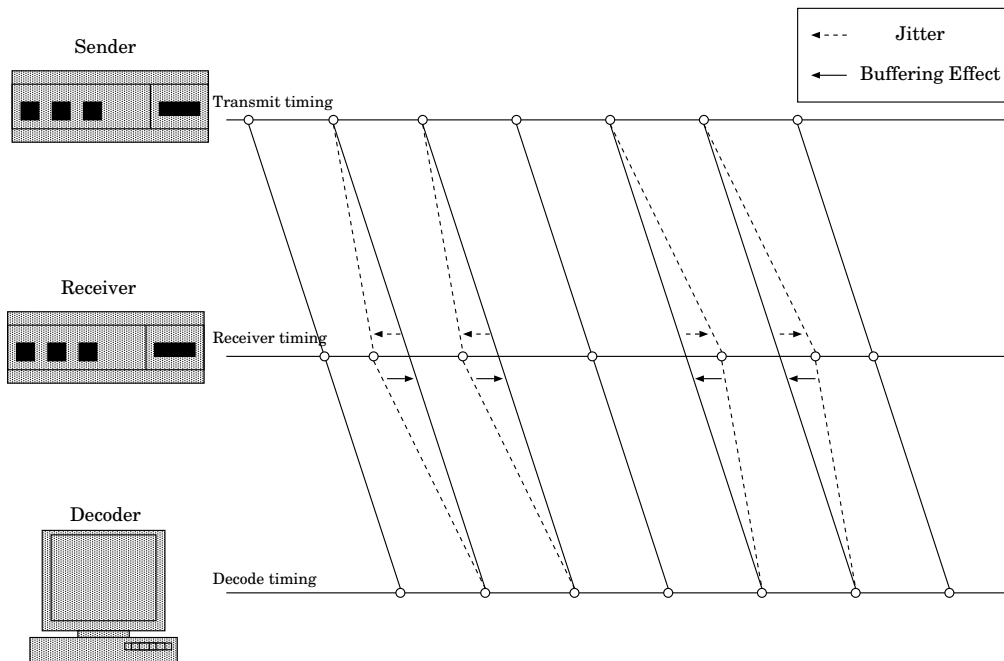 Sender
Jitter
Buffering Effect
Transmit timing
Receiver
Receiver timing
Decoder
Decode timing